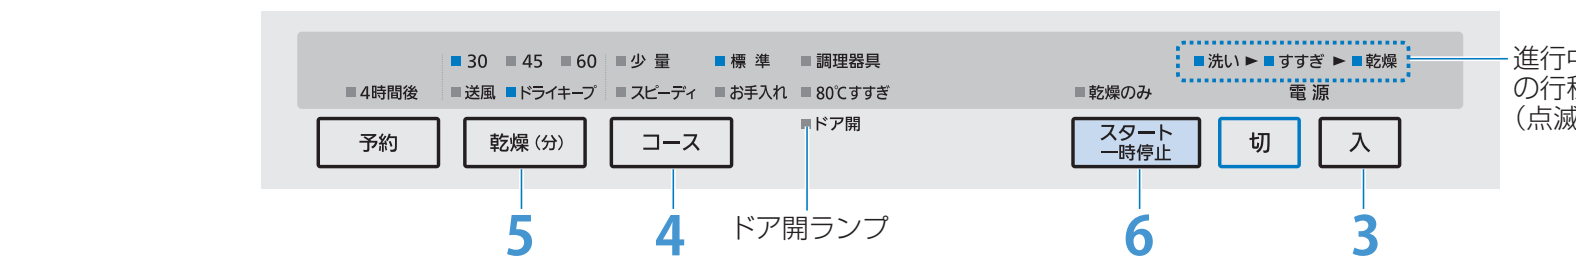 30 45 60 少量 標準 調理器具 洗い ▶ すすぎ ▶ 乾燥
4時間後 送風 ドライキープ スピーディ お手入れ 80℃すすぎ 乾燥のみ 電源
ドア開
予約 乾燥(分) コース スタート 一時停止 切 入
進行中
の行程
(点滅
5 4 ドア開ランプ 6 3